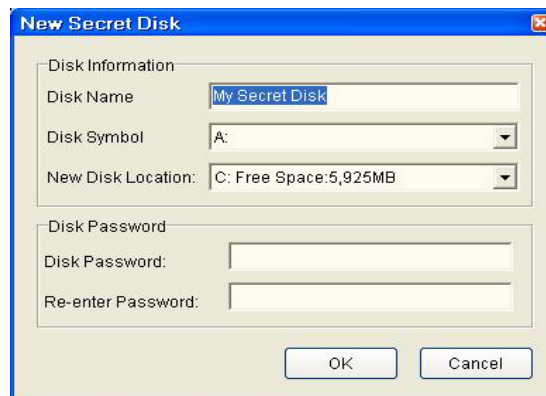 New Secret Disk
Disk Information
Disk Name My Secret Disk
Disk Symbol A:
New Disk Location: C: Free Space:5,925MB
Disk Password
Disk Password:
Re-enter Password:
OK Cancel